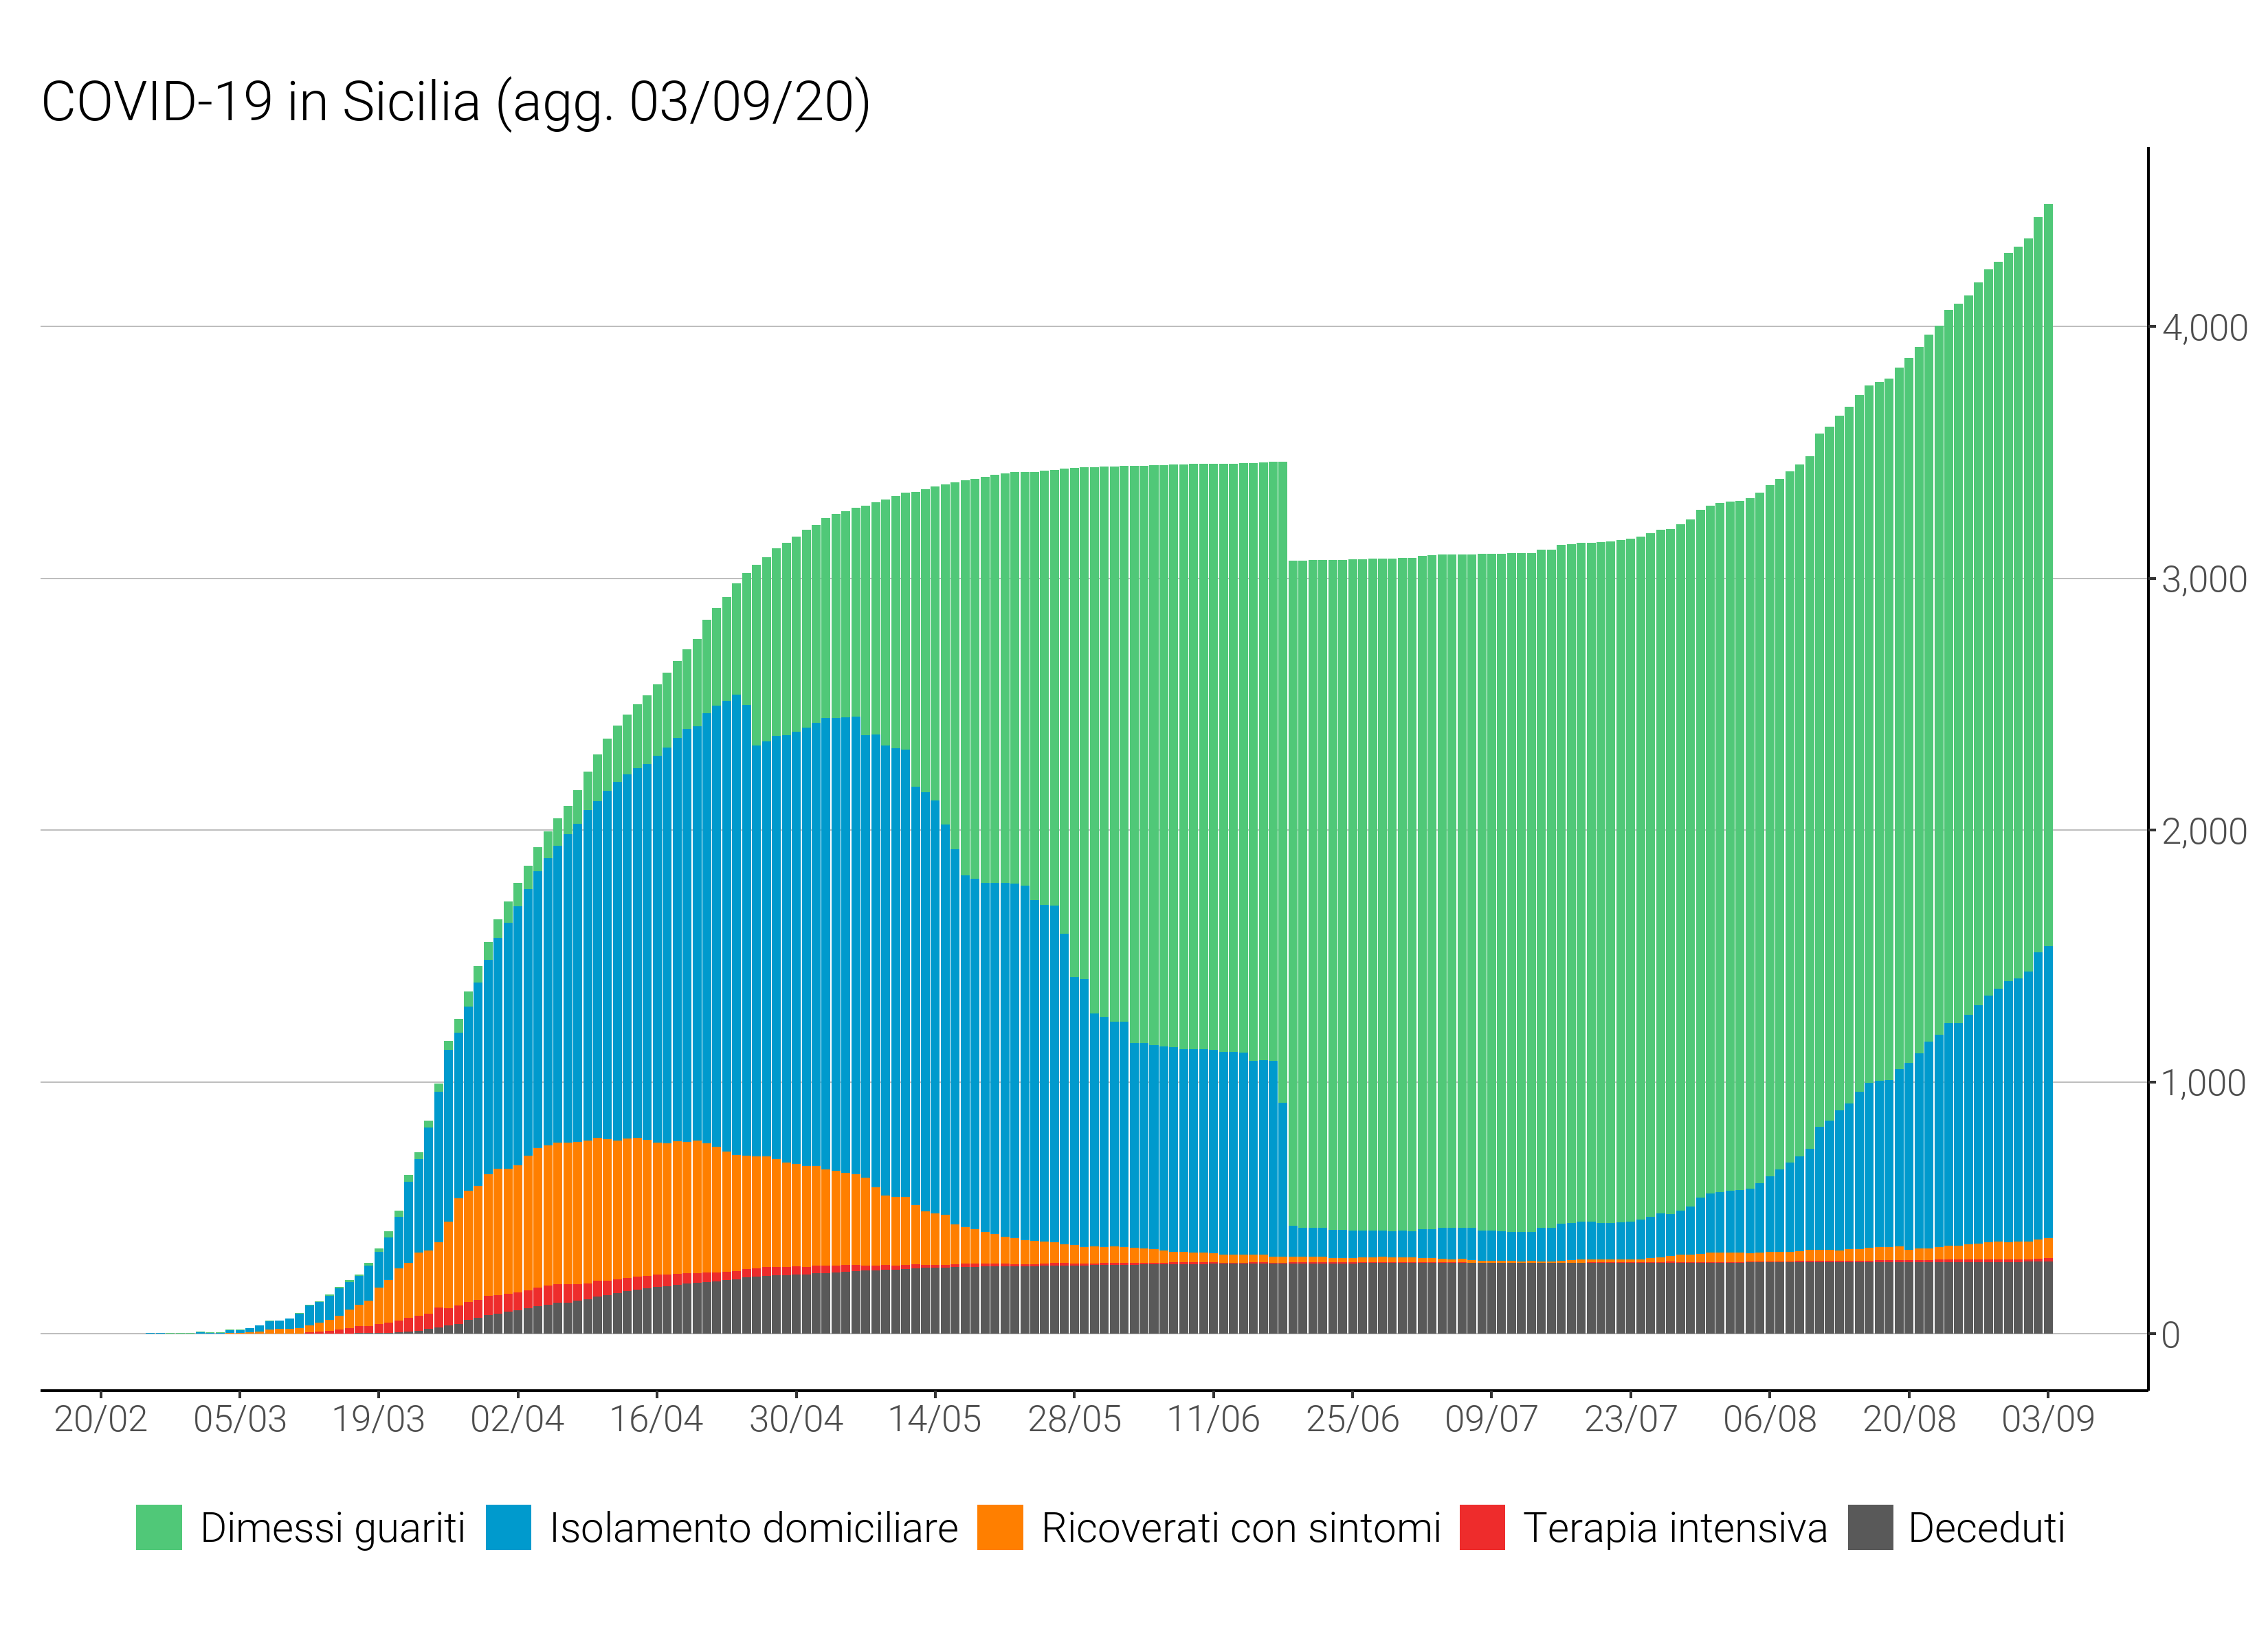 COVID-19 in Sicilia (agg. 03/09/20)
4,000
3,000
2,000
1,000
0
20/02 05/03 19/03 02/04 16/04 30/04 14/05 28/05 11/06 25/06 09/07 23/07 06/08 20/08 03/09
Dimessi guariti Isolamento domiciliare Ricoverati con sintomi Terapia intensiva Deceduti